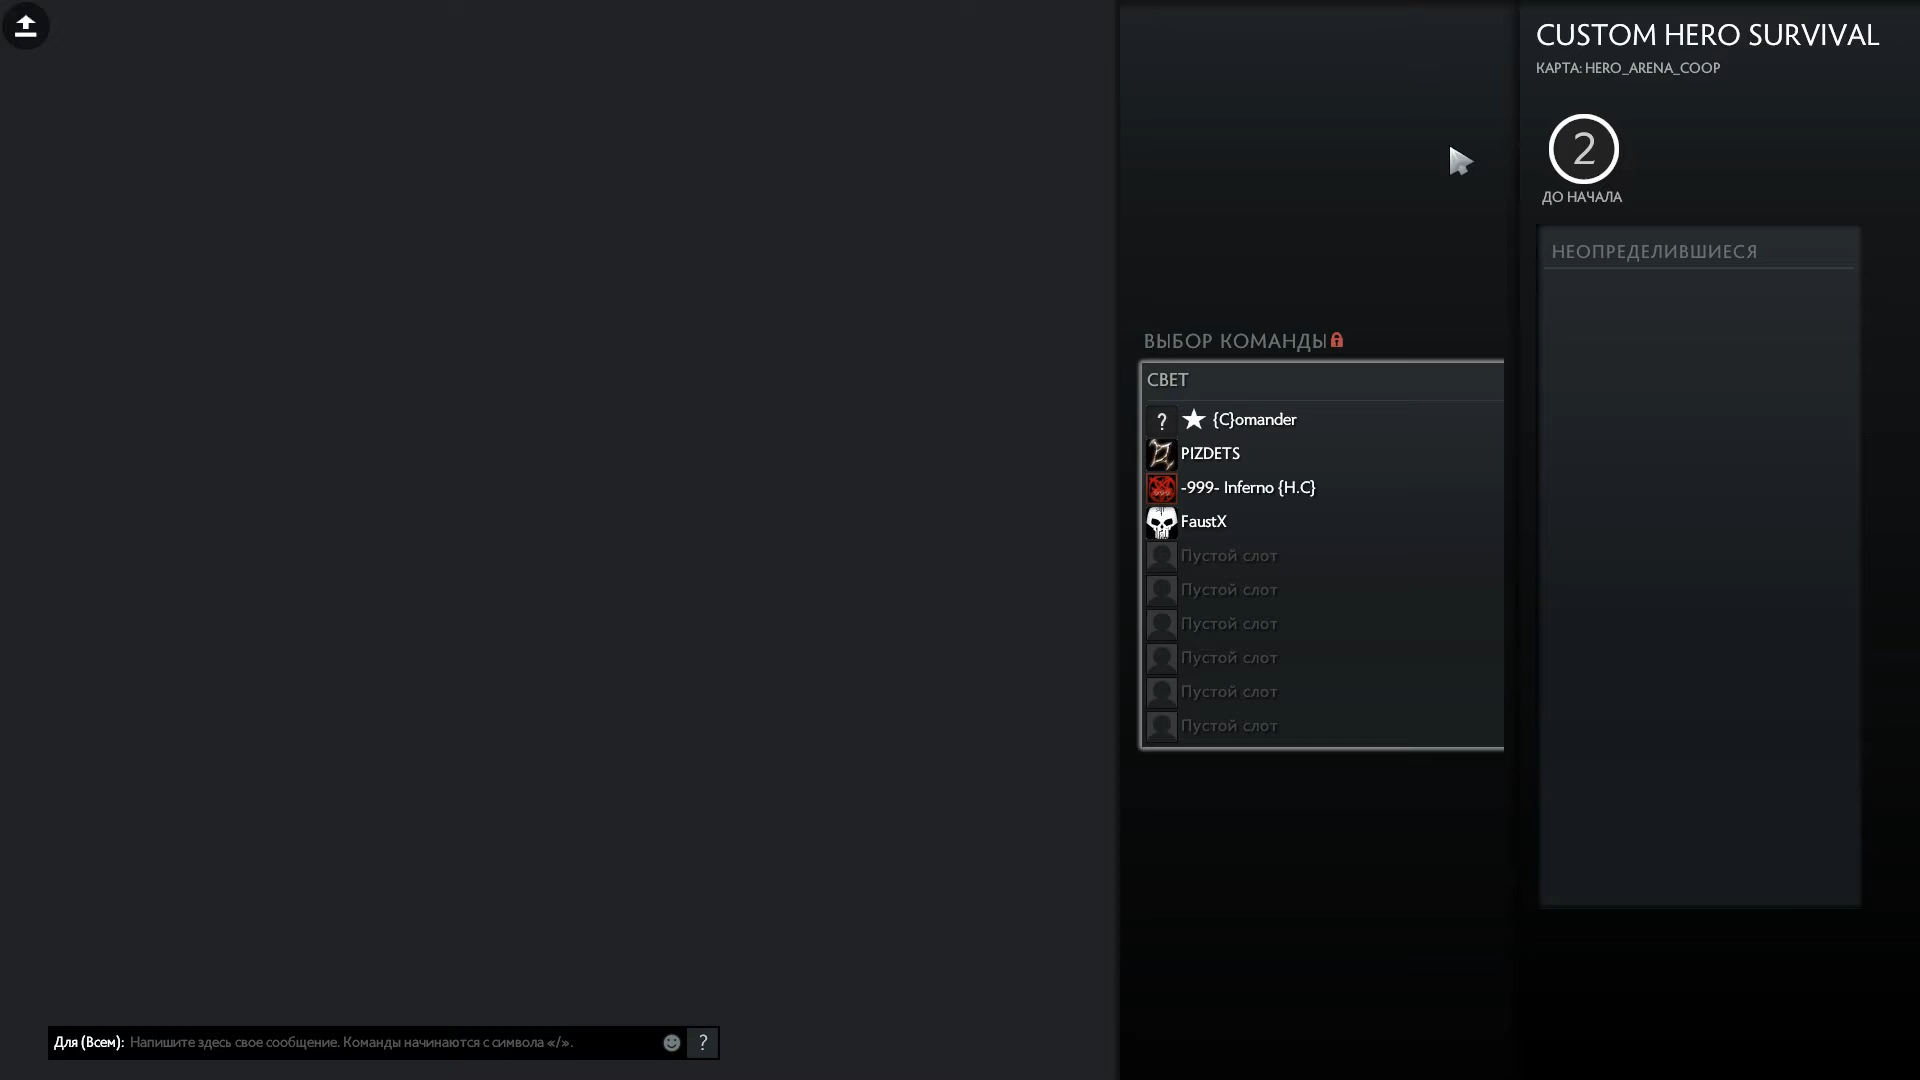 CUSTOM HERO SURVIVAL
КАРТА: HERO_ARENA_COOP
2
ДО НАЧАЛА
НЕОПРЕДЕЛИВШИЕСЯ
ВЫБОР КОМАНДЫ
СВЕТ
? ★ {C}omander
PIZDETS
-999- Inferno {H.C}
FaustX
Пустой слот
Пустой слот
Пустой слот
Пустой слот
Пустой слот
Пустой слот
Для (Всем): Напишите здесь свое сообщение. Команды начинаются с символа «/». ?